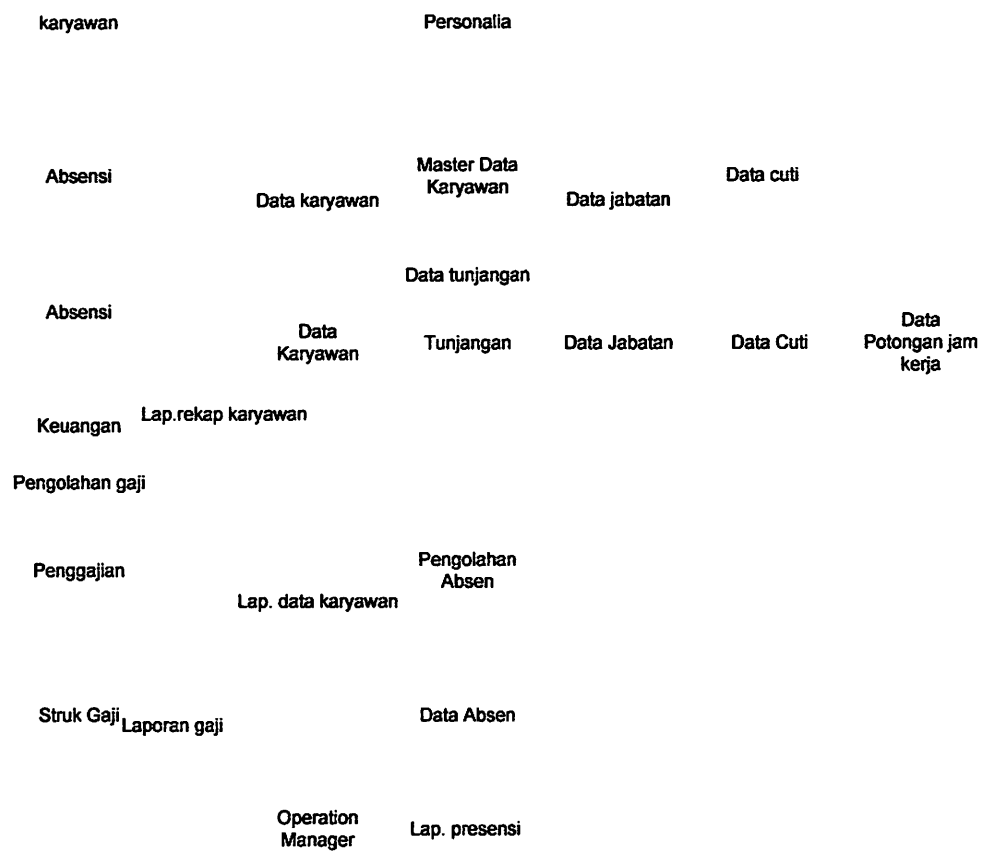 karyawan
Personalia
Absensi
Data karyawan
Master Data
Karyawan
Data jabatan
Data cuti
Data tunjangan
Absensi
Data
Karyawan
Tunjangan
Data Jabatan
Data Cuti
Data
Potongan jam
kerja
Keuangan
Lap.rekap karyawan
Pengolahan gaji
Penggajian
Lap. data karyawan
Pengolahan
Absen
Struk Gaji
Laporan gaji
Data Absen
Operation
Manager
Lap. presensi